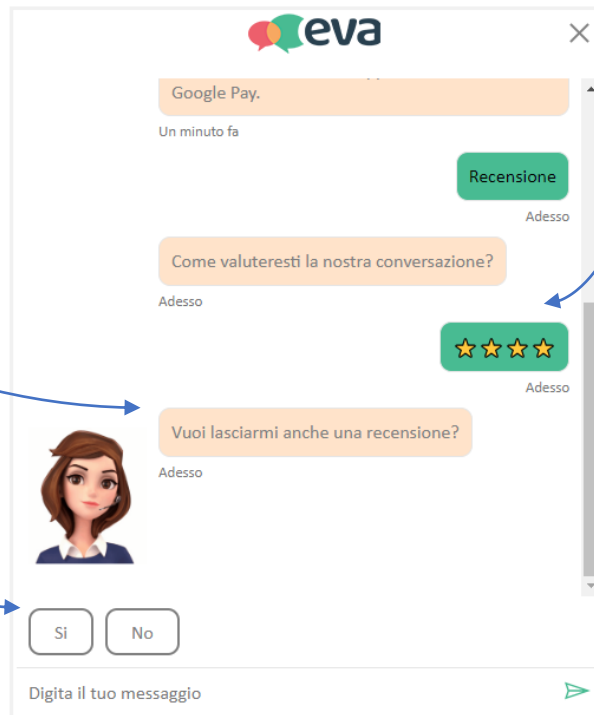 eva
Google Pay.
Un minuto fa
Recensione
Adesso
Come valuteresti la nostra conversazione?
Adesso
Adesso
Vuoi lasciarmi anche una recensione?
Adesso
Si No
Digita il tuo messaggio